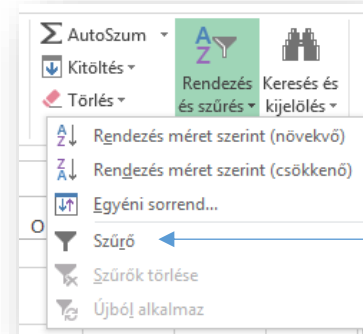 AutoSzum
Kitöltés
Törlés
Rendezés
és szűrés
Keresés és
kijelölés
Rendezés méret szerint (növekvő)
Rendezés méret szerint (csökkenő)
Egyéni sorrend...
Szűrő
Szűrők törlése
Újból alkalmaz
O